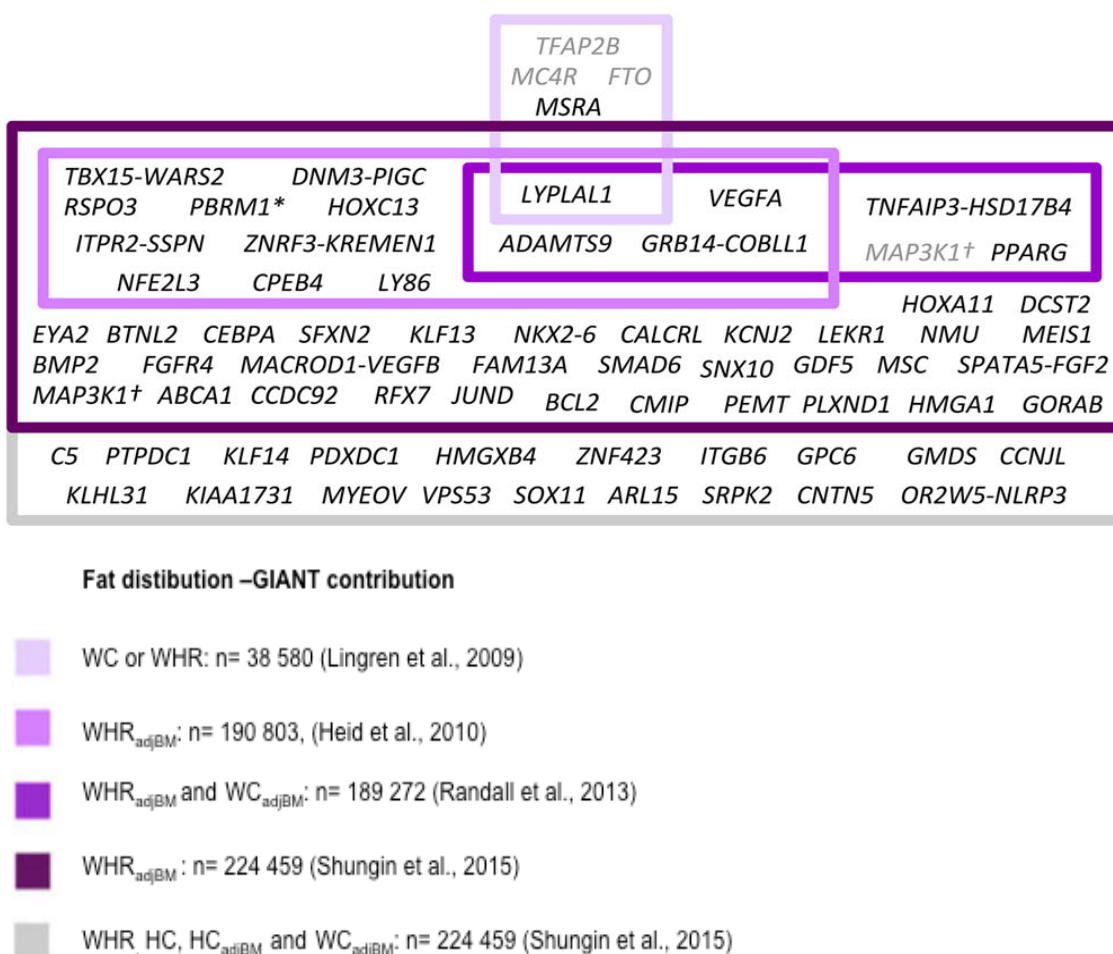 TFAP2B
MC4R FTO
MSRA
TBX15-WARS2 DNM3-PIGC
RSPO3 PBRM1* HOXC13
ITPR2-SSPN ZNRF3-KREMEN1
NFE2L3 CPEB4 LY86
LYPLAL1 VEGFA
ADAMTS9 GRB14-COBLL1
TNFAIP3-HSD17B4
MAP3K1† PPARG
HOXA11 DCST2
EYA2 BTNL2 CEBPA SFXN2 KLF13 NKX2-6 CALCRL KCNJ2 LEKR1 NMU MEIS1
BMP2 FGFR4 MACROD1-VEGFB FAM13A SMAD6 SNX10 GDF5 MSC SPATA5-FGF2
MAP3K1† ABCA1 CCDC92 RFX7 JUND BCL2 CMIP PEMT PLXND1 HMGA1 GORAB
C5 PTPDC1 KLF14 PDXDC1 HMGXB4 ZNF423 ITGB6 GPC6 GMDS CCNJL
KLHL31 KIAA1731 MYEOV VPS53 SOX11 ARL15 SRPK2 CNTN5 OR2W5-NLRP3
Fat distibution –GIANT contribution
WC or WHR: n= 38 580 (Lingren et al., 2009)
WHRadjBM: n= 190 803, (Heid et al., 2010)
WHRadjBM and WCadjBM: n= 189 272 (Randall et al., 2013)
WHRadjBM : n= 224 459 (Shungin et al., 2015)
WHR, HC, HCadjBM and WCadjBM: n= 224 459 (Shungin et al., 2015)